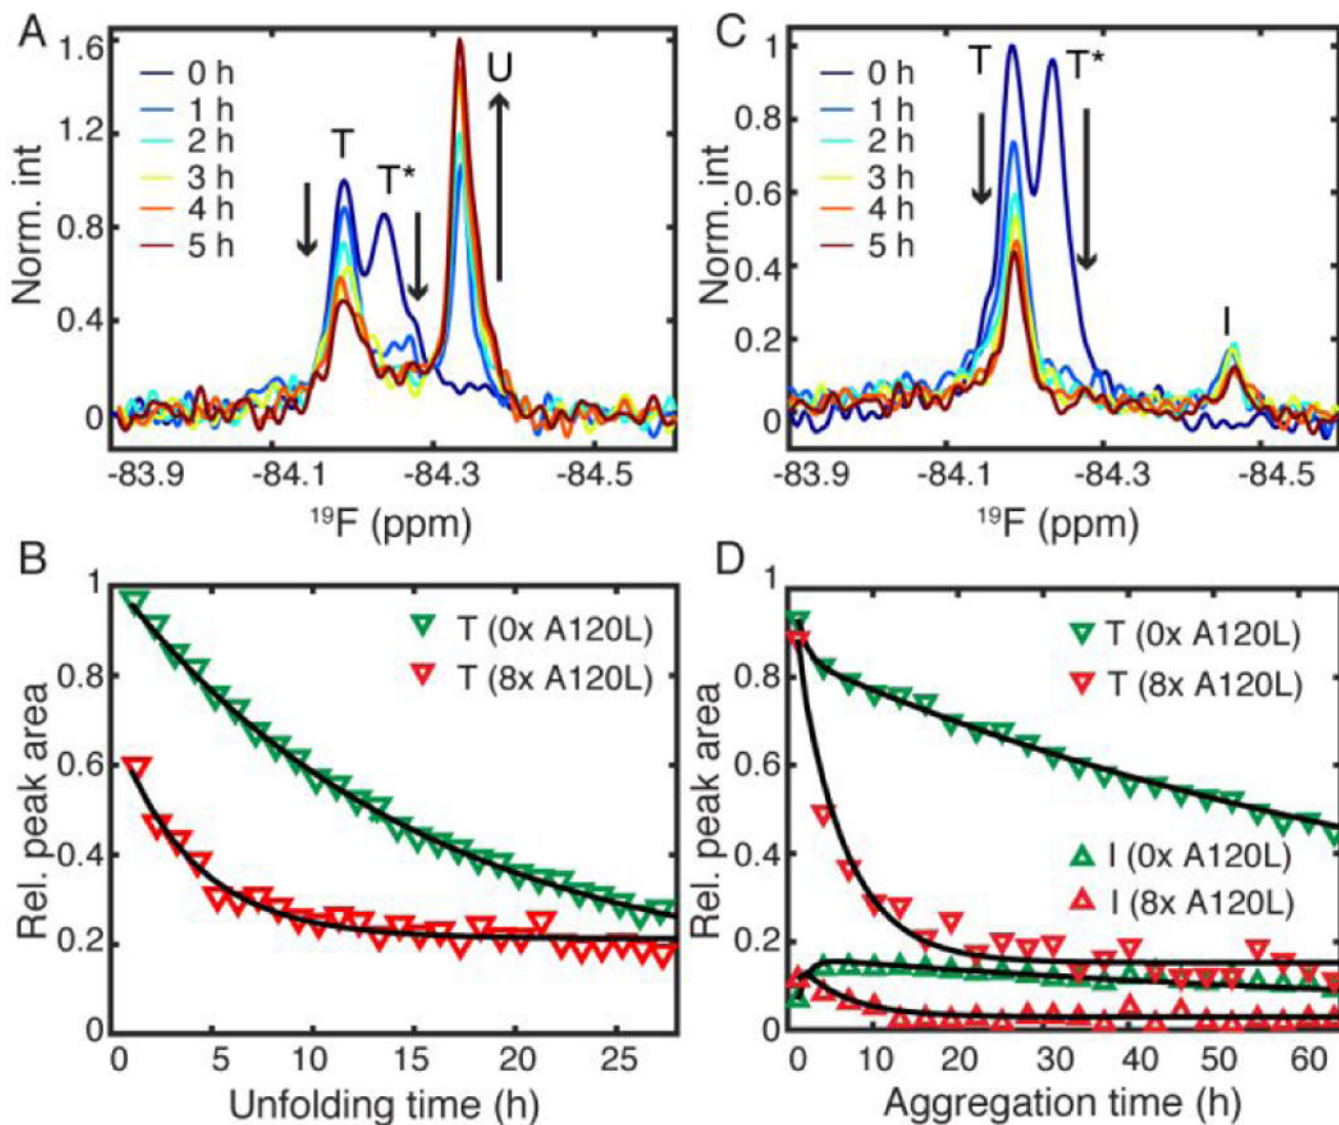 A
Norm. int
1.6
1.2
0.8
0.4
0
0 h
1 h
2 h
3 h
4 h
5 h
T
T*
U
-83.9 -84.1 -84.3 -84.5
19F (ppm)
C
Norm. int
1
0.8
0.6
0.4
0.2
0
0 h
1 h
2 h
3 h
4 h
5 h
T
T*
I
-83.9 -84.1 -84.3 -84.5
19F (ppm)
B
Rel. peak area
1
0.8
0.6
0.4
0.2
0
T (0x A120L)
T (8x A120L)
0 5 10 15 20 25
Unfolding time (h)
D
Rel. peak area
1
0.8
0.6
0.4
0.2
0
T (0x A120L)
T (8x A120L)
I (0x A120L)
I (8x A120L)
0 10 20 30 40 50 60
Aggregation time (h)